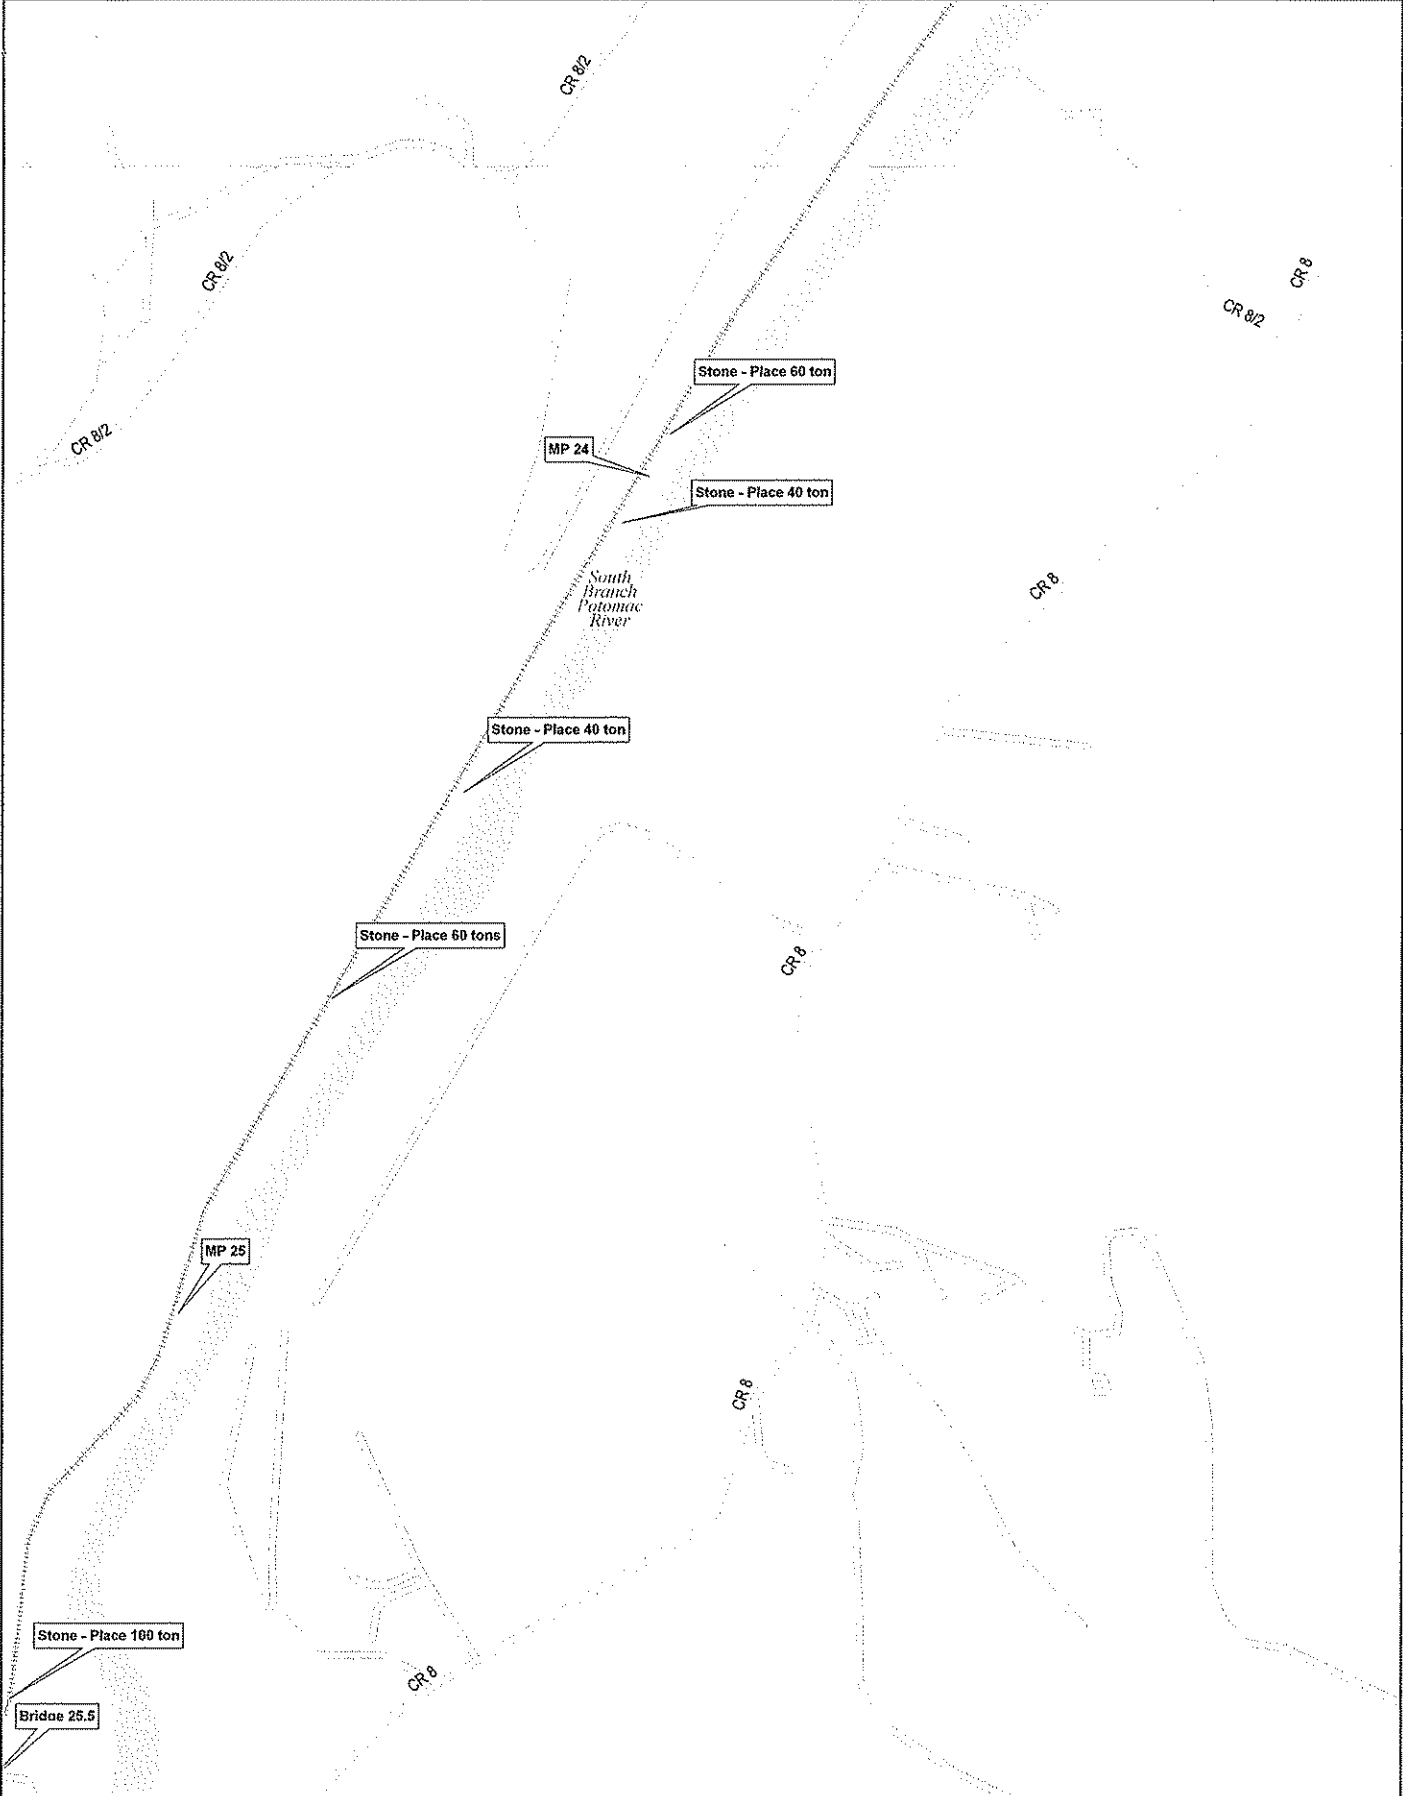 CR 8/2
CR 8/2
CR 8
CR 8/2
Stone - Place 60 ton
CR 8/2
MP 24
Stone - Place 40 ton
South
Branch
Potomac
River
CR 8
Stone - Place 40 ton
Stone - Place 60 tons
CR 8
MP 25
CR 8
Stone - Place 100 ton
CR 8
Bridge 25.5